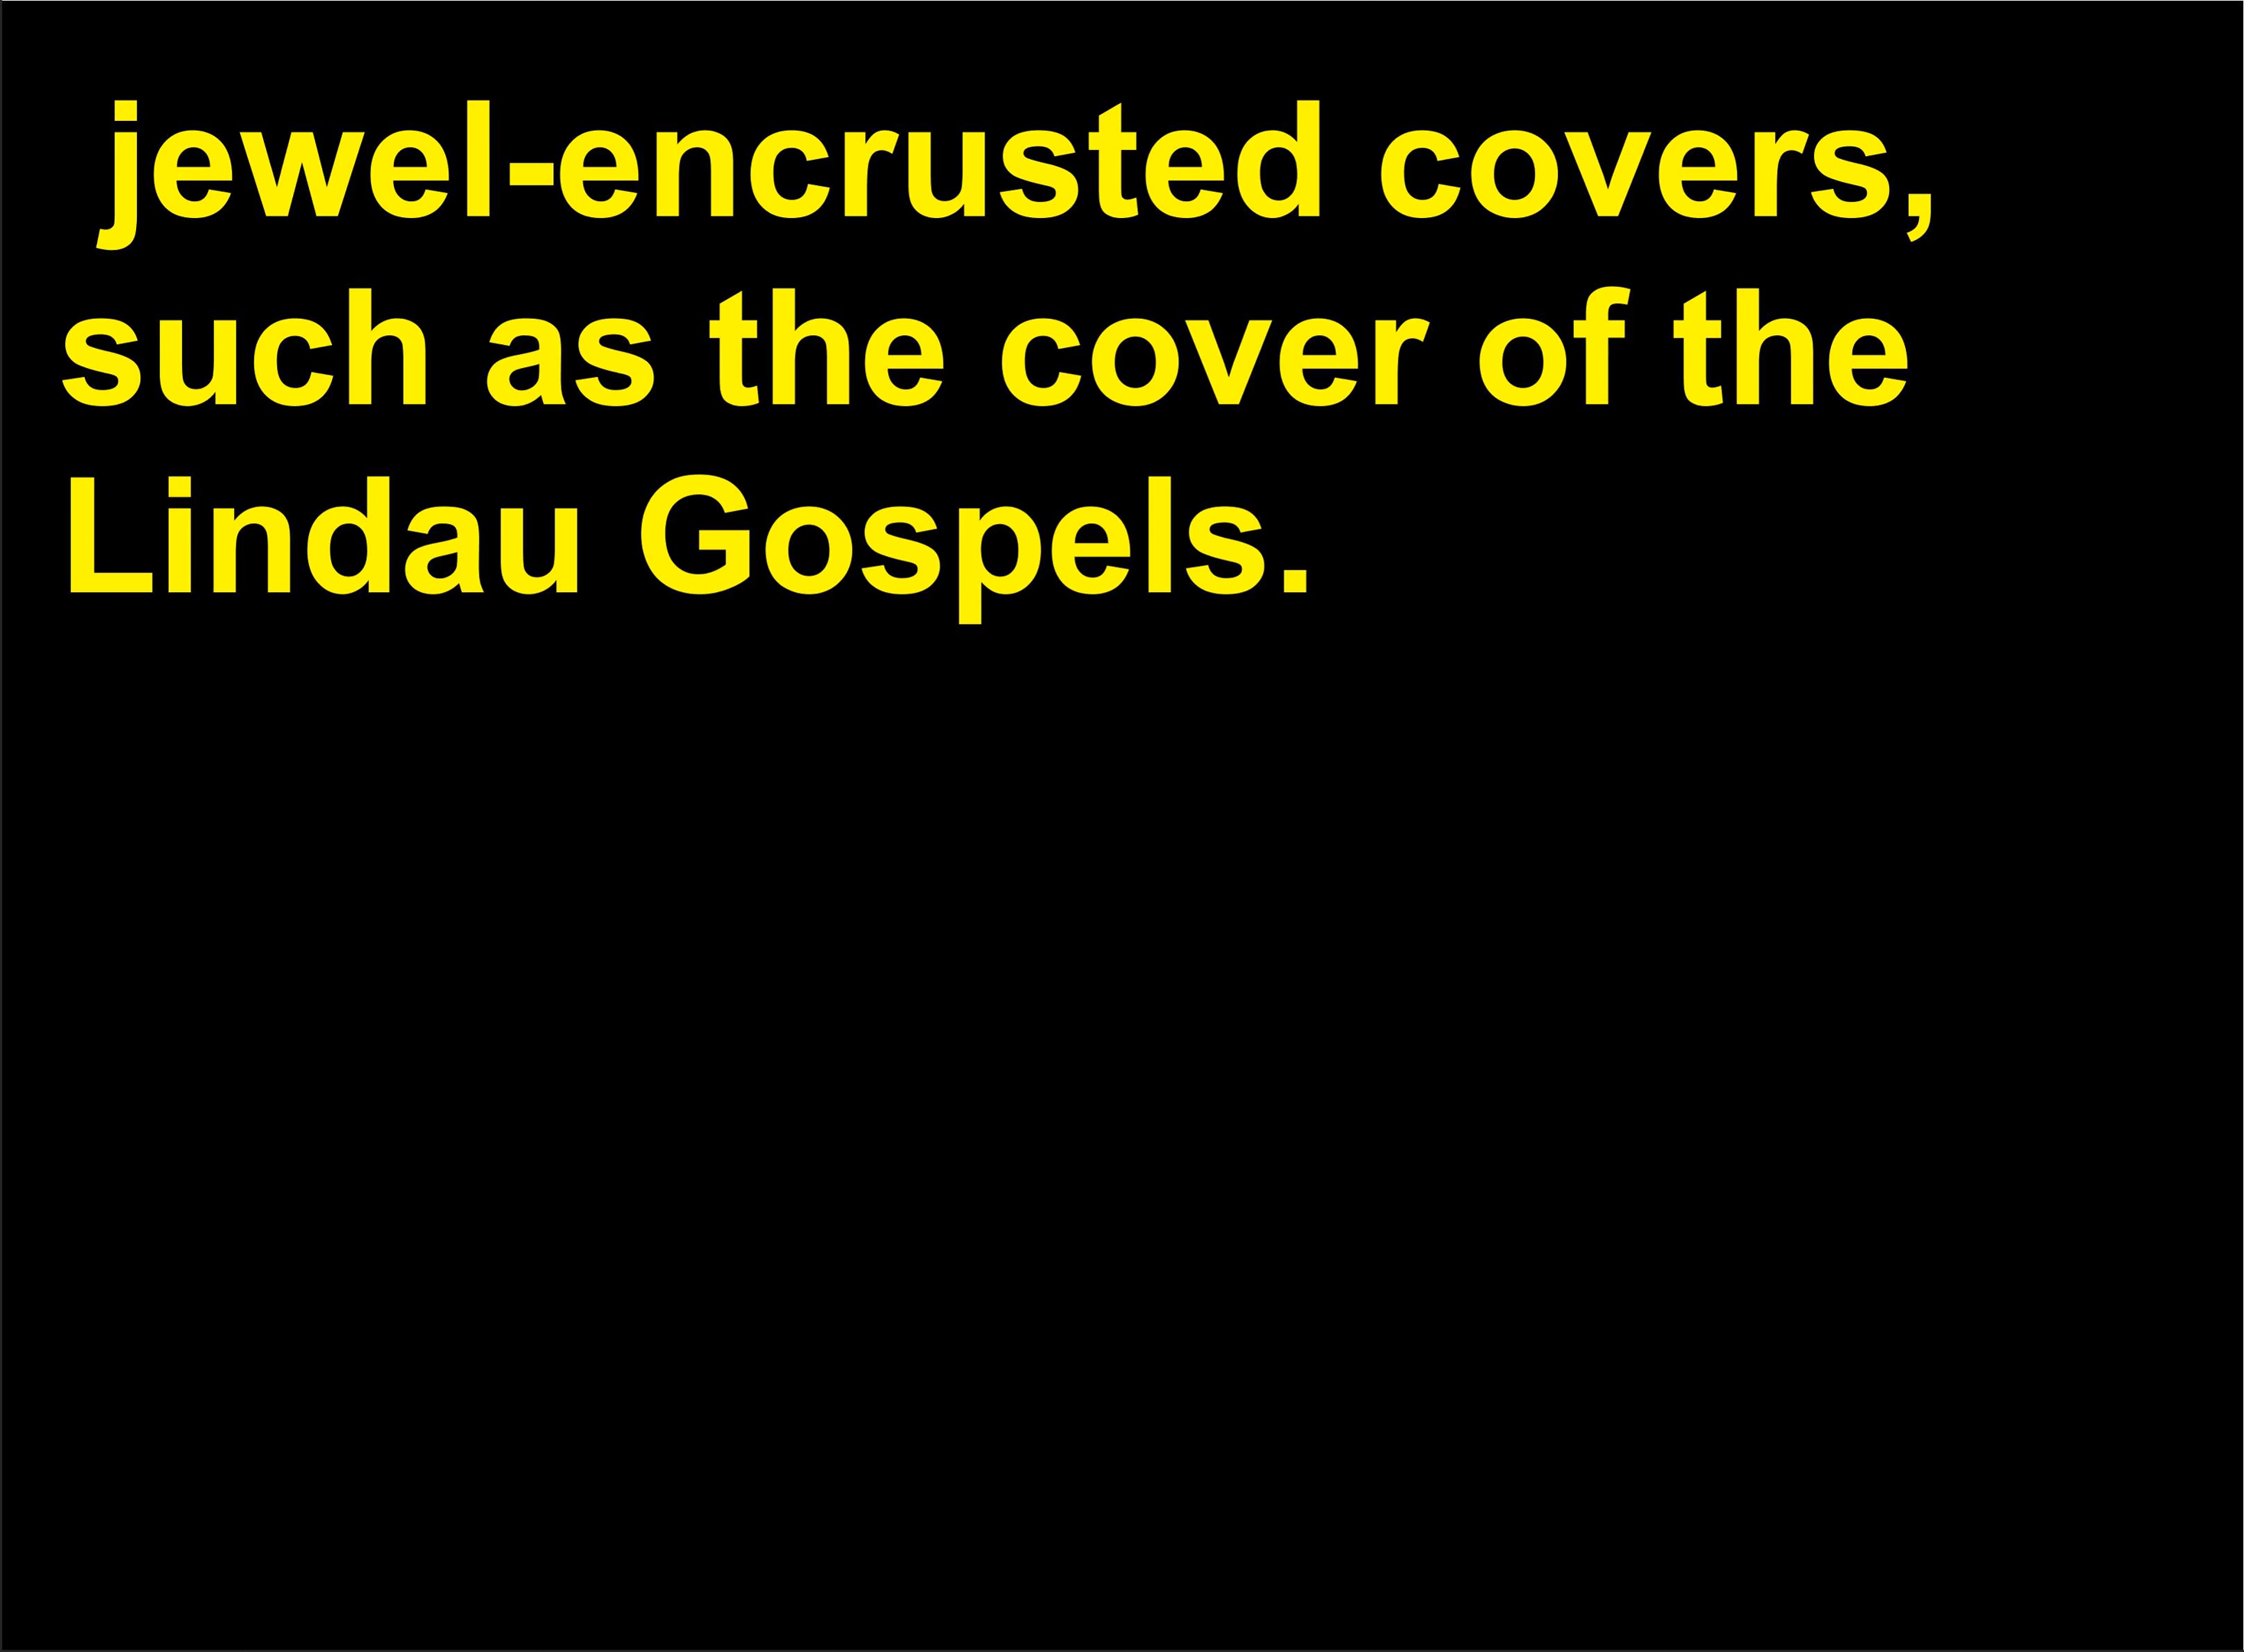 jewel-encrusted covers,
such as the cover of the
Lindau Gospels.